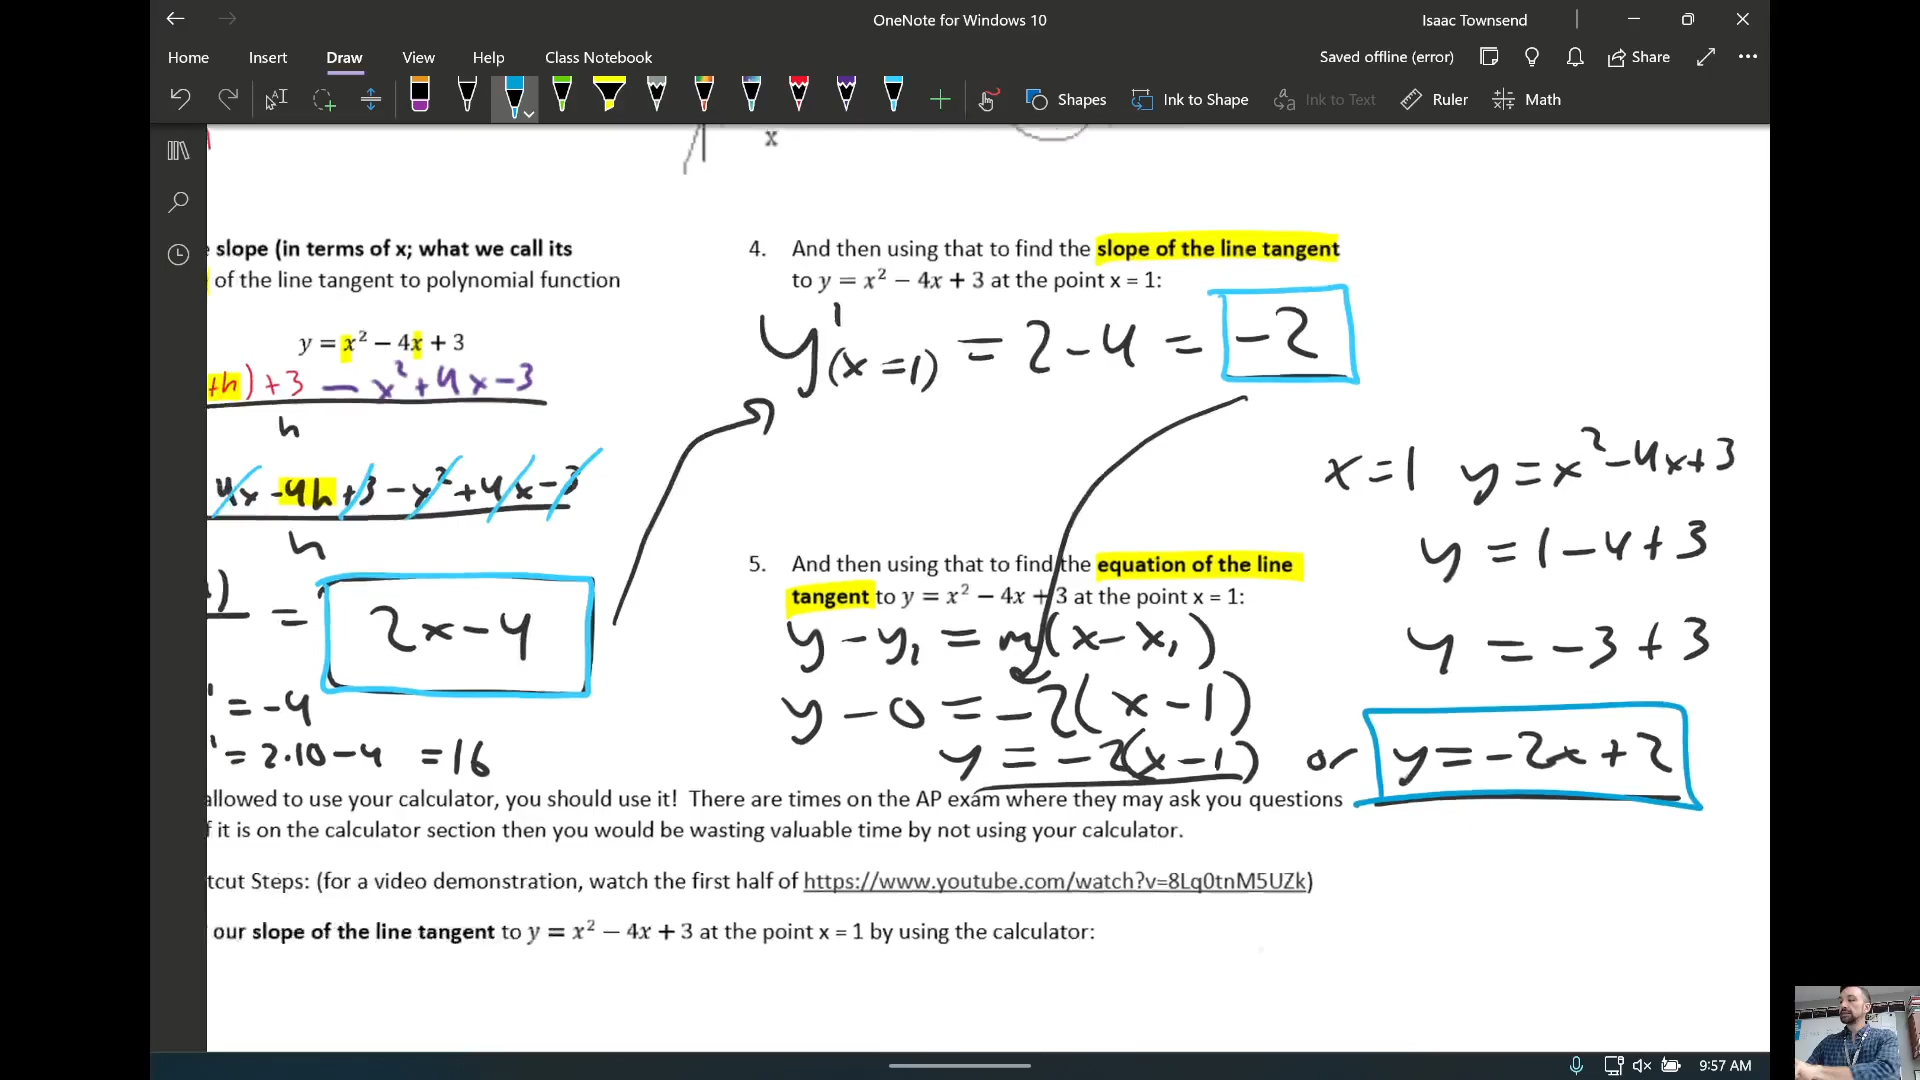 OneNote for Windows 10
Isaac Townsend
Home Insert Draw View Help Class Notebook
Saved offline (error) Share
Shapes Ink to Shape Ink to Text Ruler Math
x
slope (in terms of x; what we call its
of the line tangent to polynomial function
y = x² − 4x + 3
+h) + 3 − x² + 4x − 3
h
4x − 4h + 3 − x² + 4x − 3
h
= 2x − 4
' = −4
' = 2·10 − 4 = 16
4. And then using that to find the slope of the line tangent
to y = x² − 4x + 3 at the point x = 1:
y'(x = 1) = 2 − 4 = −2
x = 1 y = x² − 4x + 3
y = 1 − 4 + 3
y = −3 + 3
5. And then using that to find the equation of the line
tangent to y = x² − 4x + 3 at the point x = 1:
y − y₁ = m(x − x₁)
y − 0 = −2(x − 1)
y = −2(x − 1) or y = −2x + 2
allowed to use your calculator, you should use it! There are times on the AP exam where they may ask you questions
f it is on the calculator section then you would be wasting valuable time by not using your calculator.
tcut Steps: (for a video demonstration, watch the first half of https://www.youtube.com/watch?v=8Lq0tnM5UZk)
our slope of the line tangent to y = x² − 4x + 3 at the point x = 1 by using the calculator:
9:57 AM